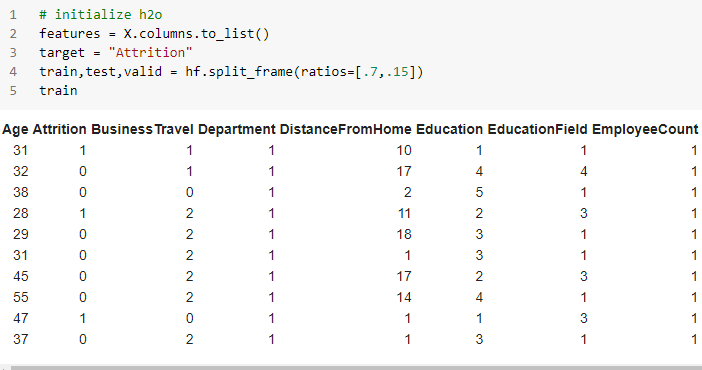 1 # initialize h2o
2 features = X.columns.to_list()
3 target = "Attrition"
4 train,test,valid = hf.split_frame(ratios=[.7,.15])
5 train
Age Attrition BusinessTravel Department DistanceFromHome Education EducationField EmployeeCount
31 1 1 1 10 1 1 1
32 0 1 1 17 4 4 1
38 0 0 1 2 5 1 1
28 1 2 1 11 2 3 1
29 0 2 1 18 3 1 1
31 0 2 1 1 3 1 1
45 0 2 1 17 2 3 1
55 0 2 1 14 4 1 1
47 1 0 1 1 1 3 1
37 0 2 1 1 3 1 1